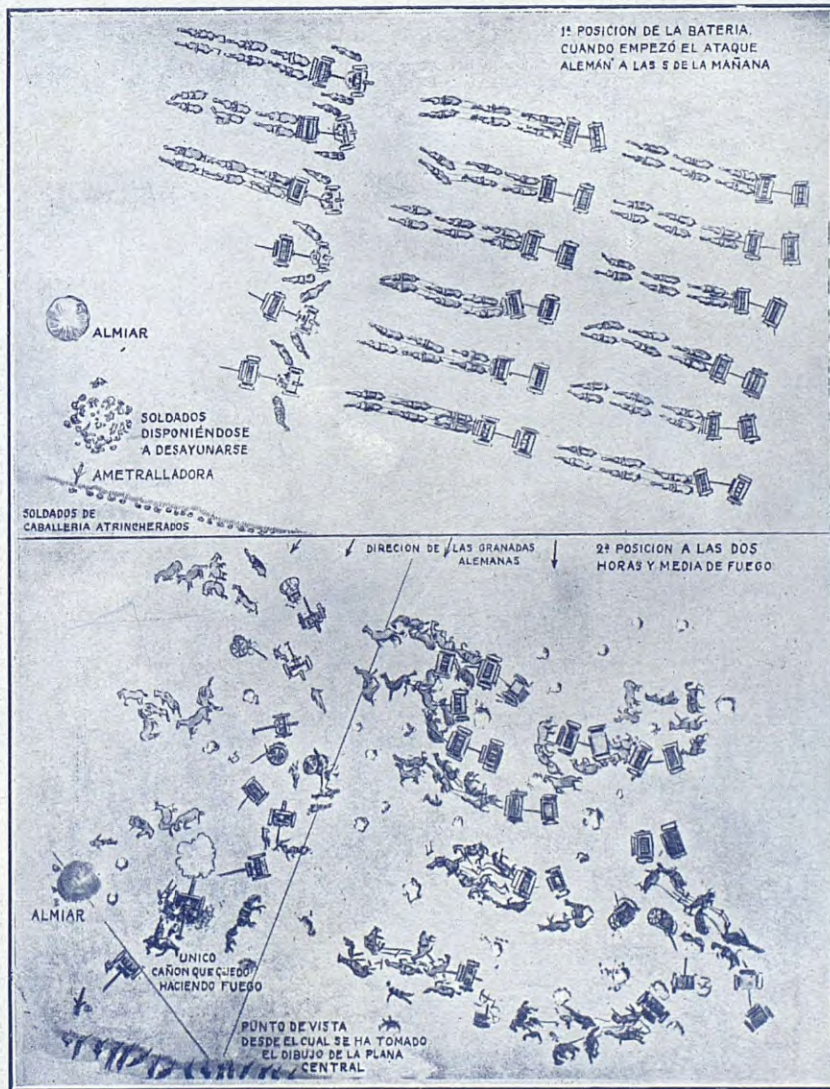 1ª POSICION DE LA BATERIA,
CUANDO EMPEZÓ EL ATAQUE
ALEMÁN A LAS 5 DE LA MAÑANA
ALMIAR
SOLDADOS
DISPONIÉNDOSE
A DESAYUNARSE
AMETRALLADORA
SOLDADOS DE
CABALLERIA ATRINCHERADOS
DIRECION DE LAS GRANADAS
ALEMANAS
2ª POSICION A LAS DOS
HORAS Y MEDIA DE FUEGO
ALMIAR
UNICO
CAÑON QUE QUEDO
HACIENDO FUEGO
PUNTO DE VISTA
DESDE EL CUAL SE HA TOMADO
EL DIBUJO DE LA PLANA
CENTRAL